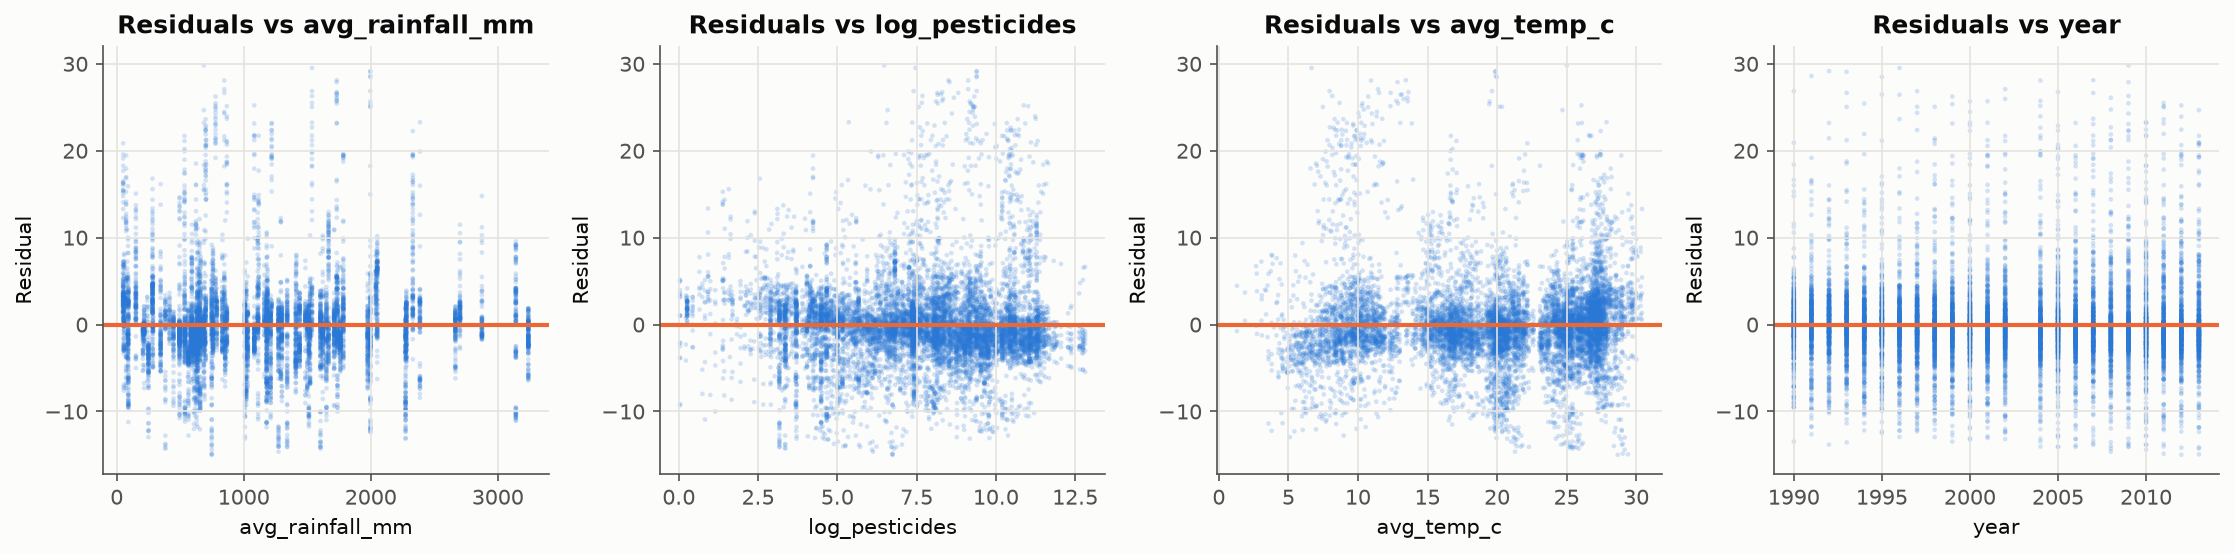 Residuals vs avg_rainfall_mm
Residual
30
20
10
0
−10
0 1000 2000 3000
avg_rainfall_mm
Residuals vs log_pesticides
Residual
30
20
10
0
−10
0.0 2.5 5.0 7.5 10.0 12.5
log_pesticides
Residuals vs avg_temp_c
Residual
30
20
10
0
−10
0 5 10 15 20 25 30
avg_temp_c
Residuals vs year
Residual
30
20
10
0
−10
1990 1995 2000 2005 2010
year